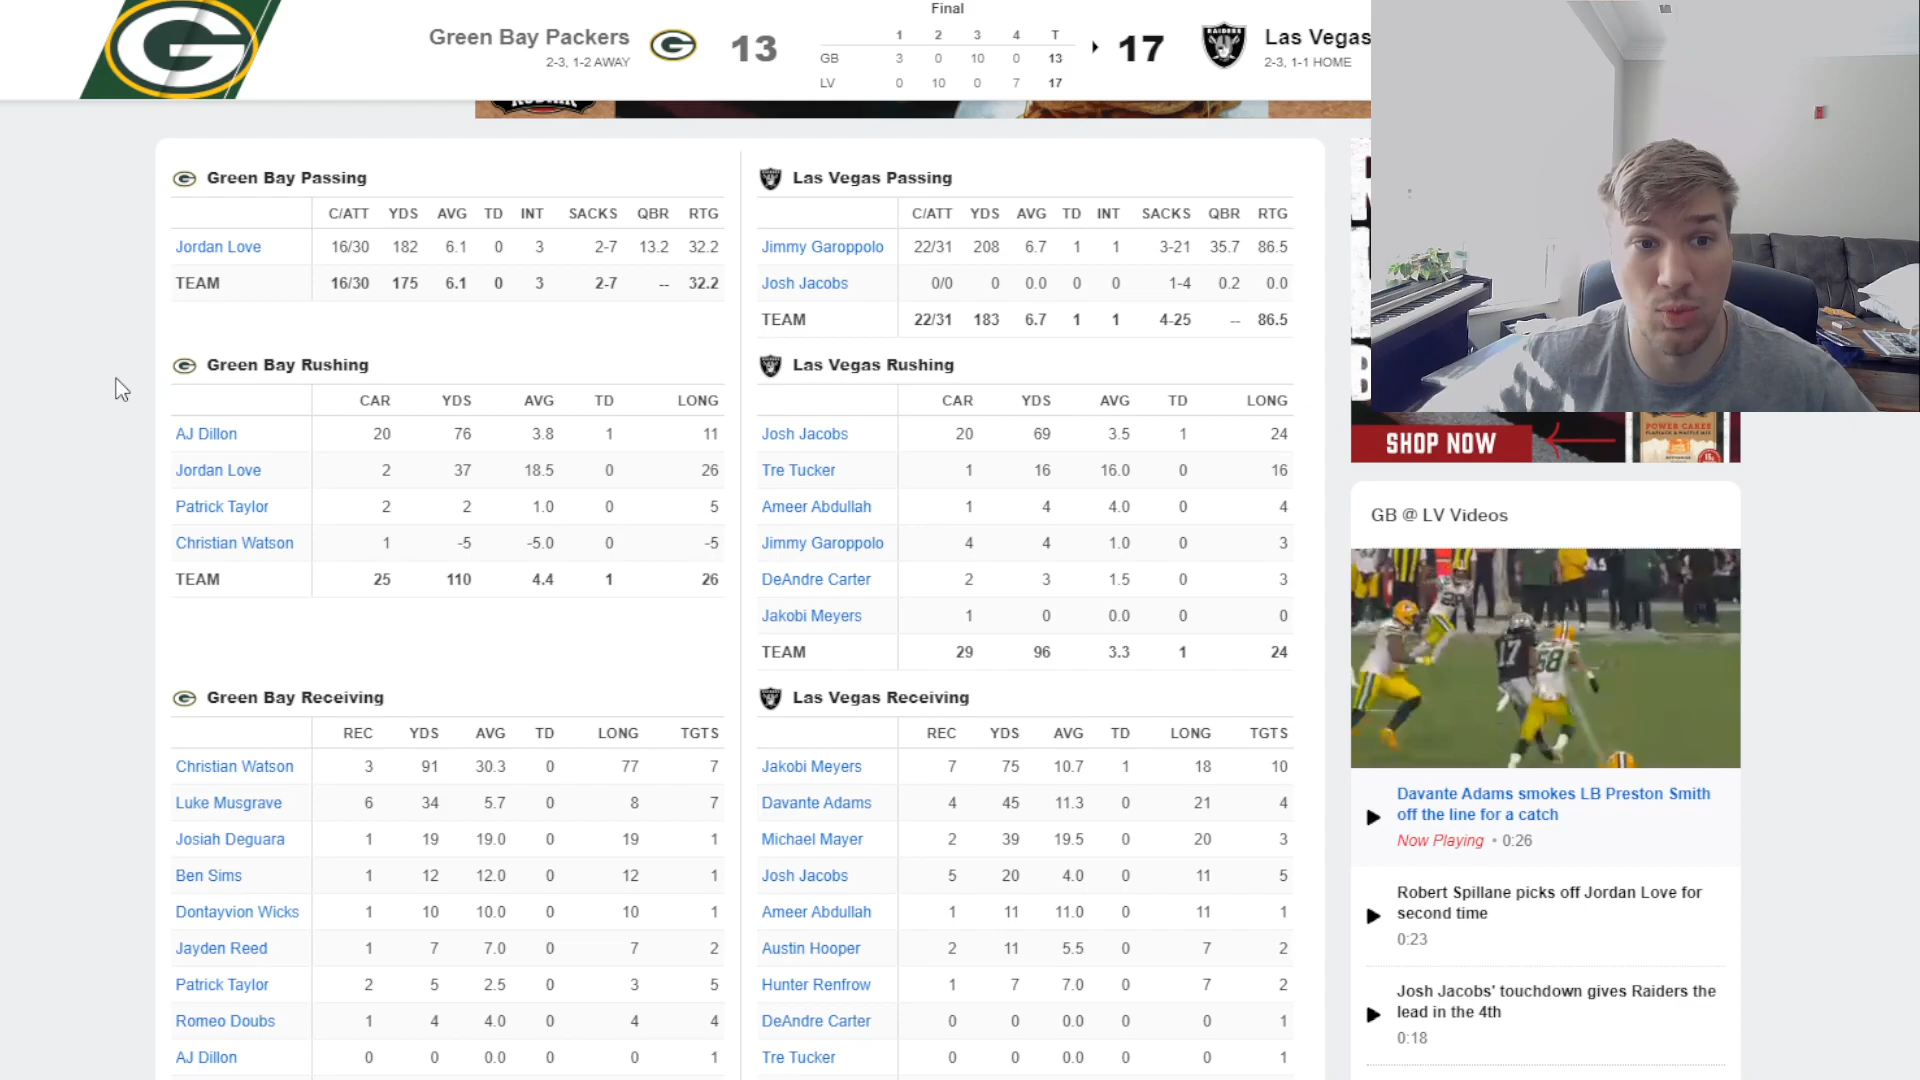 Final
Green Bay Packers
2-3, 1-2 AWAY
13
1 2 3 4 T
GB 3 0 10 0 13
LV 0 10 0 7 17
17
RAIDERS
Las Vegas
2-3, 1-1 HOME
Green Bay Passing
C/ATT YDS AVG TD INT SACKS QBR RTG
Jordan Love 16/30 182 6.1 0 3 2-7 13.2 32.2
TEAM 16/30 175 6.1 0 3 2-7 -- 32.2
Las Vegas Passing
C/ATT YDS AVG TD INT SACKS QBR RTG
Jimmy Garoppolo 22/31 208 6.7 1 1 3-21 35.7 86.5
Josh Jacobs 0/0 0 0.0 0 0 1-4 0.2 0.0
TEAM 22/31 183 6.7 1 1 4-25 -- 86.5
Green Bay Rushing
CAR YDS AVG TD LONG
AJ Dillon 20 76 3.8 1 11
Jordan Love 2 37 18.5 0 26
Patrick Taylor 2 2 1.0 0 5
Christian Watson 1 -5 -5.0 0 -5
TEAM 25 110 4.4 1 26
Las Vegas Rushing
CAR YDS AVG TD LONG
Josh Jacobs 20 69 3.5 1 24
Tre Tucker 1 16 16.0 0 16
Ameer Abdullah 1 4 4.0 0 4
Jimmy Garoppolo 4 4 1.0 0 3
DeAndre Carter 2 3 1.5 0 3
Jakobi Meyers 1 0 0.0 0 0
TEAM 29 96 3.3 1 24
Green Bay Receiving
REC YDS AVG TD LONG TGTS
Christian Watson 3 91 30.3 0 77 7
Luke Musgrave 6 34 5.7 0 8 7
Josiah Deguara 1 19 19.0 0 19 1
Ben Sims 1 12 12.0 0 12 1
Dontayvion Wicks 1 10 10.0 0 10 1
Jayden Reed 1 7 7.0 0 7 2
Patrick Taylor 2 5 2.5 0 3 5
Romeo Doubs 1 4 4.0 0 4 4
AJ Dillon 0 0 0.0 0 0 1
Las Vegas Receiving
REC YDS AVG TD LONG TGTS
Jakobi Meyers 7 75 10.7 1 18 10
Davante Adams 4 45 11.3 0 21 4
Michael Mayer 2 39 19.5 0 20 3
Josh Jacobs 5 20 4.0 0 11 5
Ameer Abdullah 1 11 11.0 0 11 1
Austin Hooper 2 11 5.5 0 7 2
Hunter Renfrow 1 7 7.0 0 7 2
DeAndre Carter 0 0 0.0 0 0 1
Tre Tucker 0 0 0.0 0 0 1
SHOP NOW
POWER CAKES
GB @ LV Videos
17
58
Davante Adams smokes LB Preston Smith
off the line for a catch
Now Playing • 0:26
Robert Spillane picks off Jordan Love for
second time
0:23
Josh Jacobs' touchdown gives Raiders the
lead in the 4th
0:18